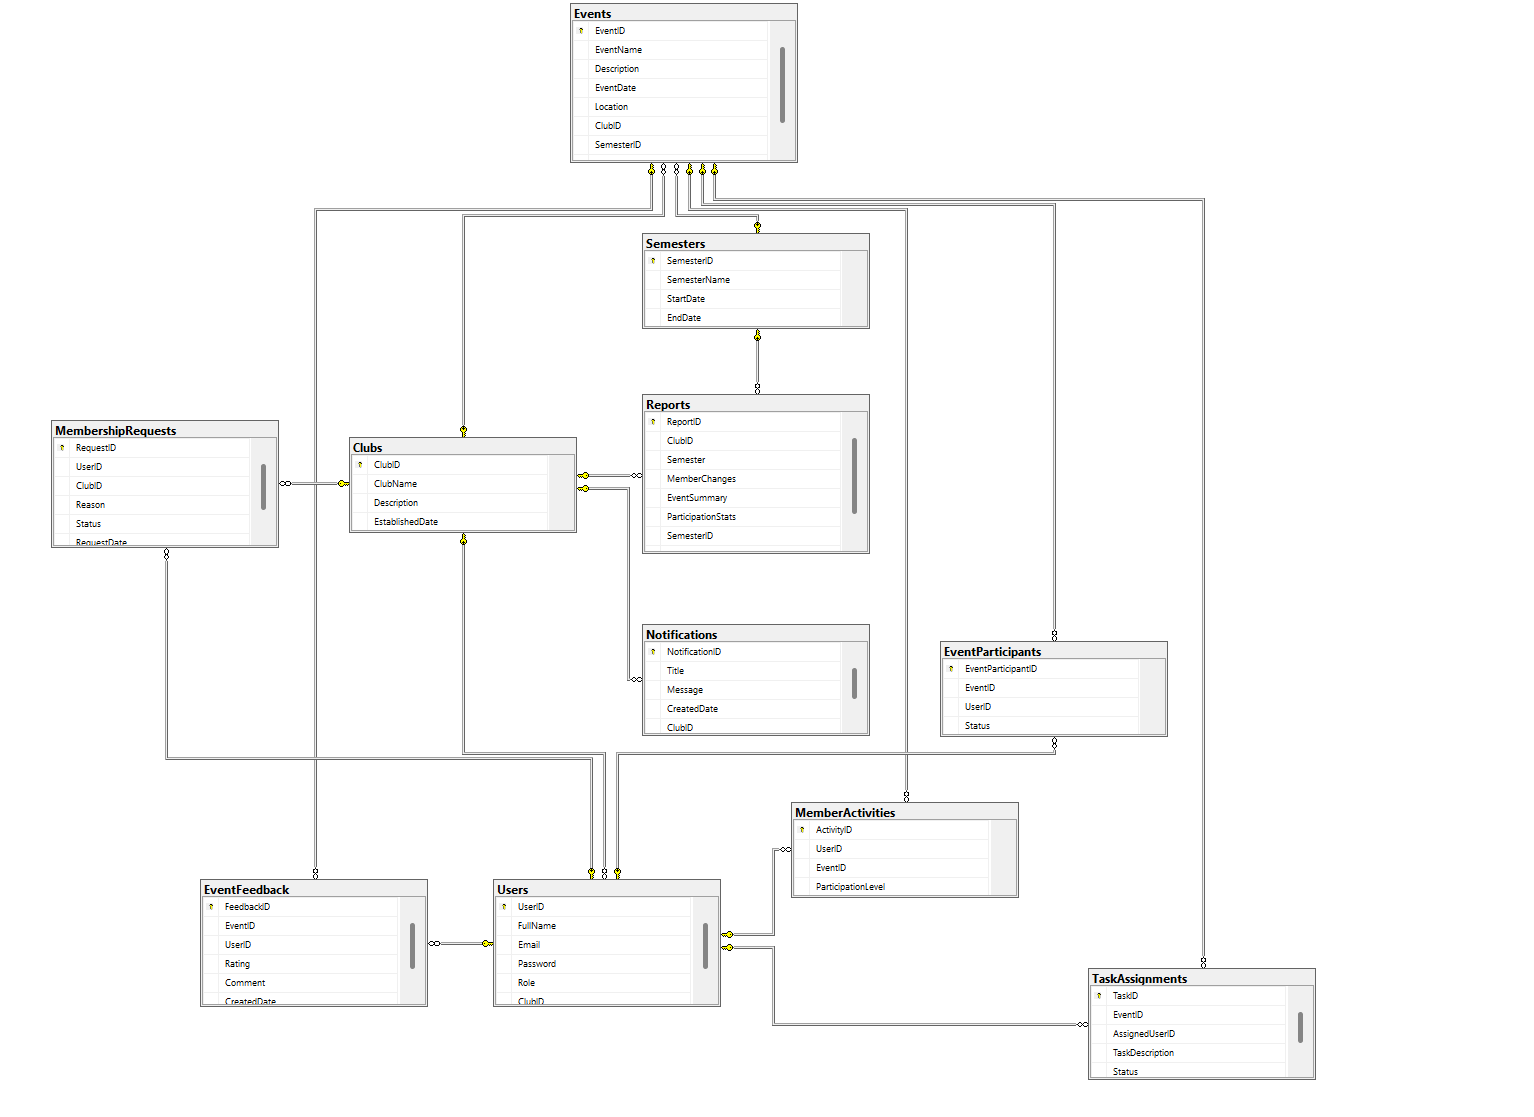 Events
EventID
EventName
Description
EventDate
Location
ClubID
SemesterID
Semesters
SemesterID
SemesterName
StartDate
EndDate
Reports
ReportID
ClubID
Semester
MemberChanges
EventSummary
ParticipationStats
SemesterID
MembershipRequests
RequestID
UserID
ClubID
Reason
Status
RequestDate
Clubs
ClubID
ClubName
Description
EstablishedDate
Notifications
NotificationID
Title
Message
CreatedDate
ClubID
EventParticipants
EventParticipantID
EventID
UserID
Status
MemberActivities
ActivityID
UserID
EventID
ParticipationLevel
EventFeedback
FeedbackID
EventID
UserID
Rating
Comment
CreatedDate
Users
UserID
FullName
Email
Password
Role
ClubID
TaskAssignments
TaskID
EventID
AssignedUserID
TaskDescription
Status